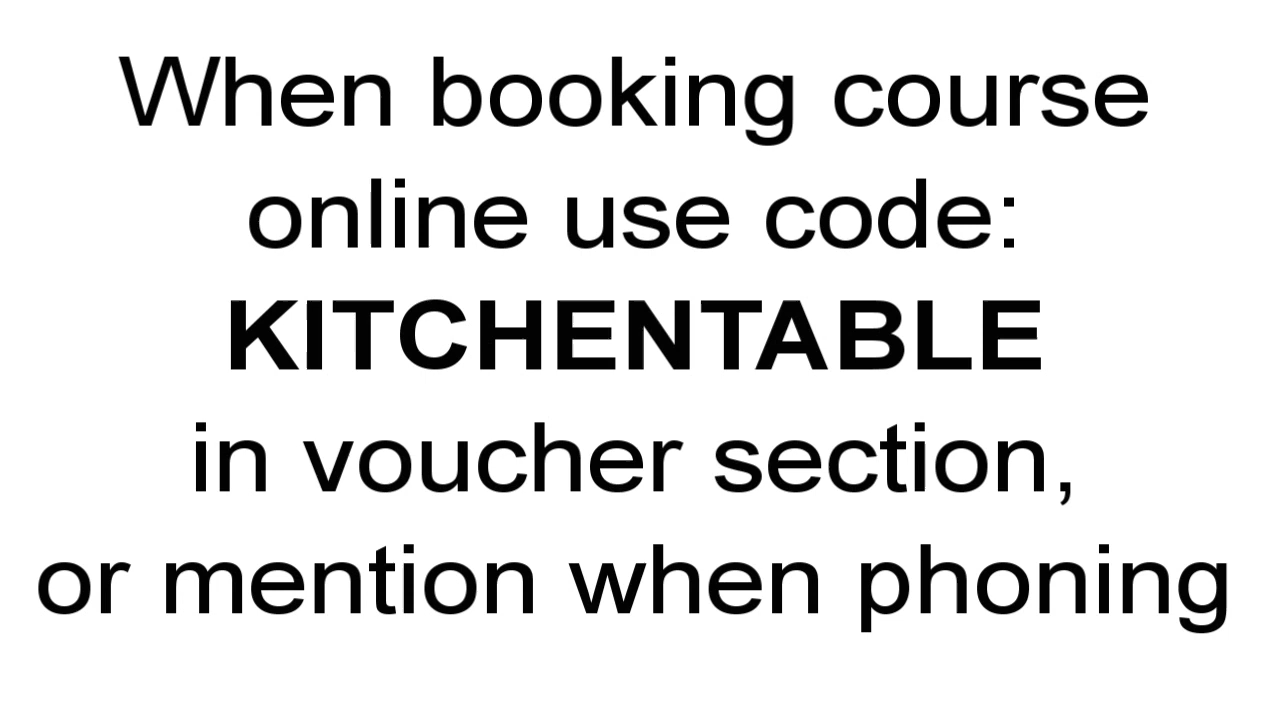 When booking course
online use code:
KITCHENTABLE
in voucher section,
or mention when phoning